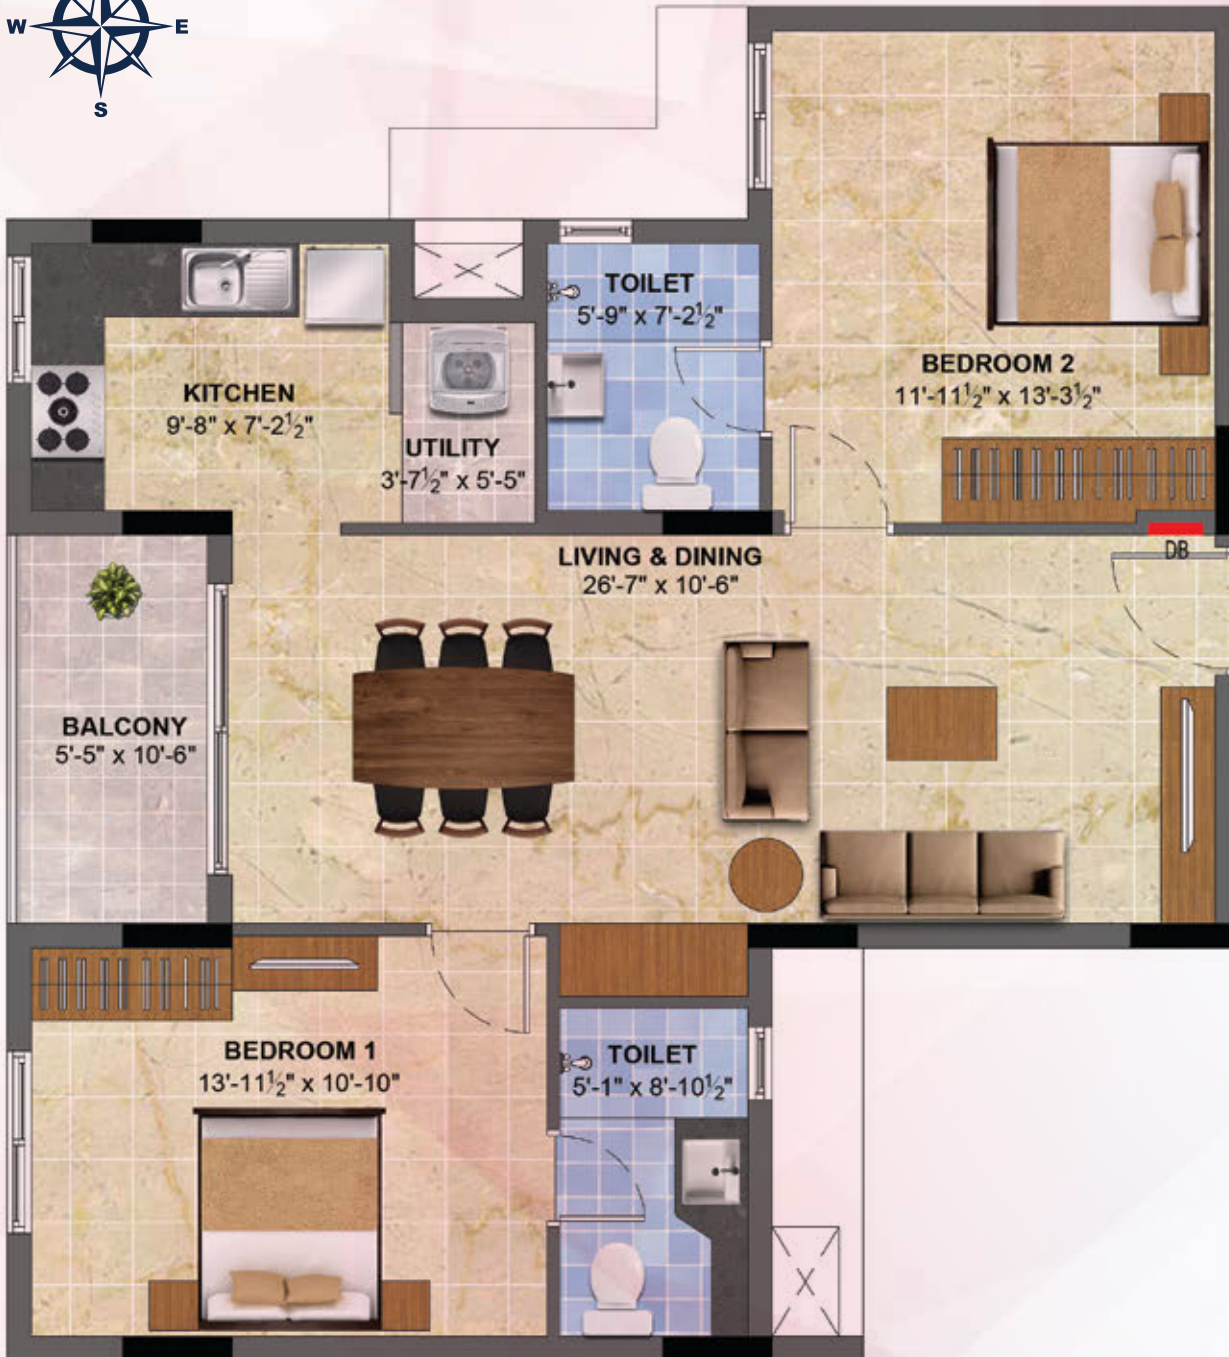 W
E
S
TOILET
5'-9" x 7'-2½"
BEDROOM 2
11'-11½" x 13'-3½"
KITCHEN
9'-8" x 7'-2½"
UTILITY
3'-7½" x 5'-5"
LIVING & DINING
26'-7" x 10'-6"
DB
BALCONY
5'-5" x 10'-6"
BEDROOM 1
13'-11½" x 10'-10"
TOILET
5'-1" x 8'-10½"